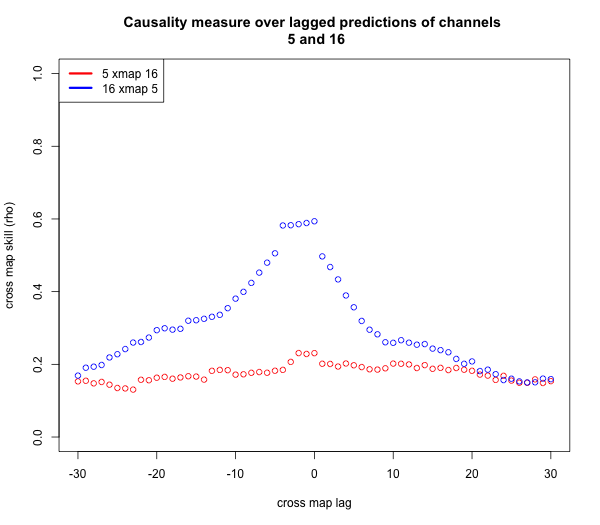 Causality measure over lagged predictions of channels
5 and 16
5 xmap 16
16 xmap 5
cross map skill (rho)
1.0
0.8
0.6
0.4
0.2
0.0
-30 -20 -10 0 10 20 30
cross map lag